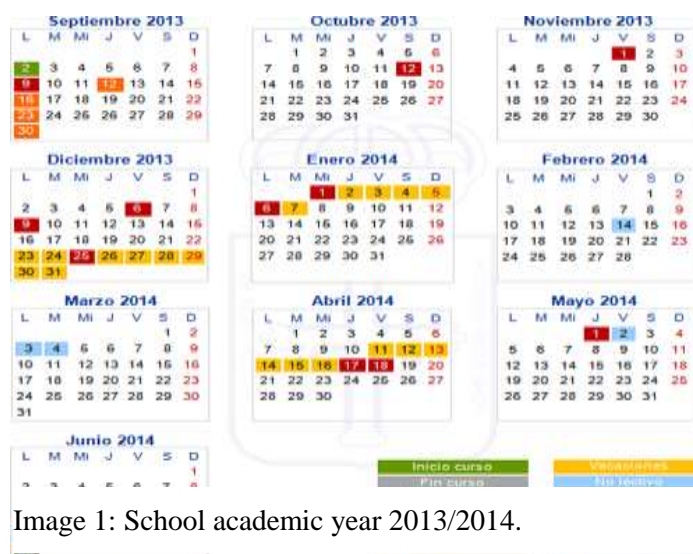 Septiembre 2013 Octubre 2013 Noviembre 2013
L M Mi J V S D L M Mi J V S D L M Mi J V S D
1 1 2 3 4 5 6 1 2 3
2 3 4 5 6 7 8 7 8 9 10 11 12 13 4 5 6 7 8 9 10
9 10 11 12 13 14 15 14 15 16 17 18 19 20 11 12 13 14 15 16 17
16 17 18 19 20 21 22 21 22 23 24 25 26 27 18 19 20 21 22 23 24
23 24 25 26 27 28 29 28 29 30 31 25 26 27 28 29 30
30
Diciembre 2013 Enero 2014 Febrero 2014
L M Mi J V S D L M Mi J V S D L M Mi J V S D
1 1 2 3 4 5 1 2
2 3 4 5 6 7 8 6 7 8 9 10 11 12 3 4 5 6 7 8 9
9 10 11 12 13 14 15 13 14 15 16 17 18 19 10 11 12 13 14 15 16
16 17 18 19 20 21 22 20 21 22 23 24 25 26 17 18 19 20 21 22 23
23 24 25 26 27 28 29 27 28 29 30 31 24 25 26 27 28
30 31
Marzo 2014 Abril 2014 Mayo 2014
L M Mi J V S D L M Mi J V S D L M Mi J V S D
1 2 1 2 3 4 5 6 1 2 3 4
3 4 5 6 7 8 9 7 8 9 10 11 12 13 5 6 7 8 9 10 11
10 11 12 13 14 15 16 14 15 16 17 18 19 20 12 13 14 15 16 17 18
17 18 19 20 21 22 23 21 22 23 24 25 26 27 19 20 21 22 23 24 25
24 25 26 27 28 29 30 28 29 30 26 27 28 29 30 31
31
Junio 2014
L M Mi J V S D
1
Inicio curso Vacaciones
2 3 4 5 6 7 8 Fin curso No lectivo
Image 1: School academic year 2013/2014.